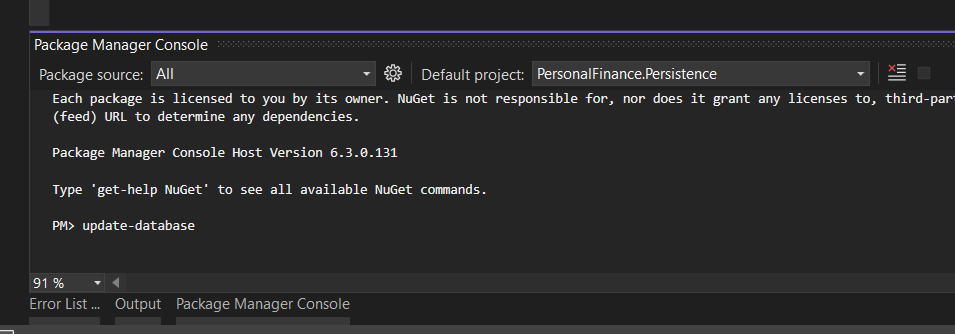 Package Manager Console
Package source: All Default project: PersonalFinance.Persistence
Each package is licensed to you by its owner. NuGet is not responsible for, nor does it grant any licenses to, third-par
(feed) URL to determine any dependencies.
Package Manager Console Host Version 6.3.0.131
Type 'get-help NuGet' to see all available NuGet commands.
PM> update-database
91 %
Error List ... Output Package Manager Console